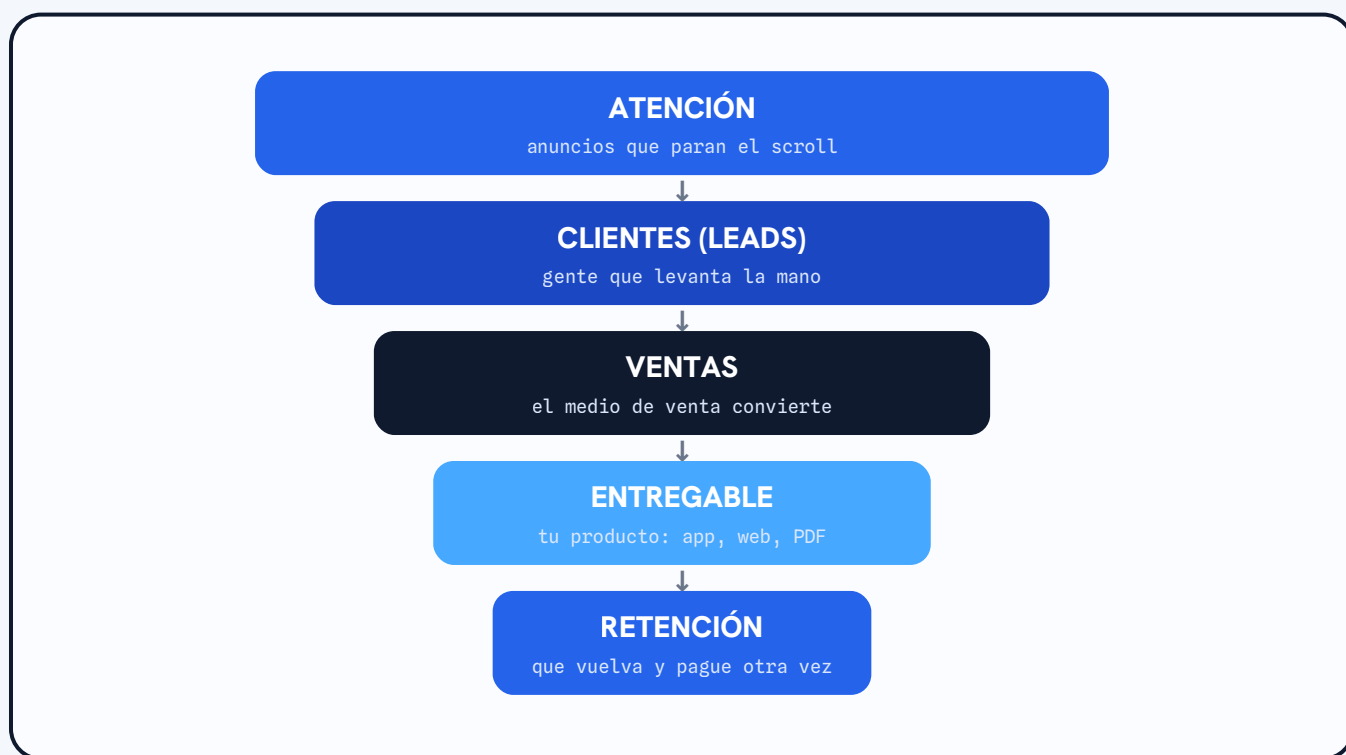 ATENCIÓN
anuncios que paran el scroll
↓
CLIENTES (LEADS)
gente que levanta la mano
↓
VENTAS
el medio de venta convierte
↓
ENTREGABLE
tu producto: app, web, PDF
↓
RETENCIÓN
que vuelva y pague otra vez